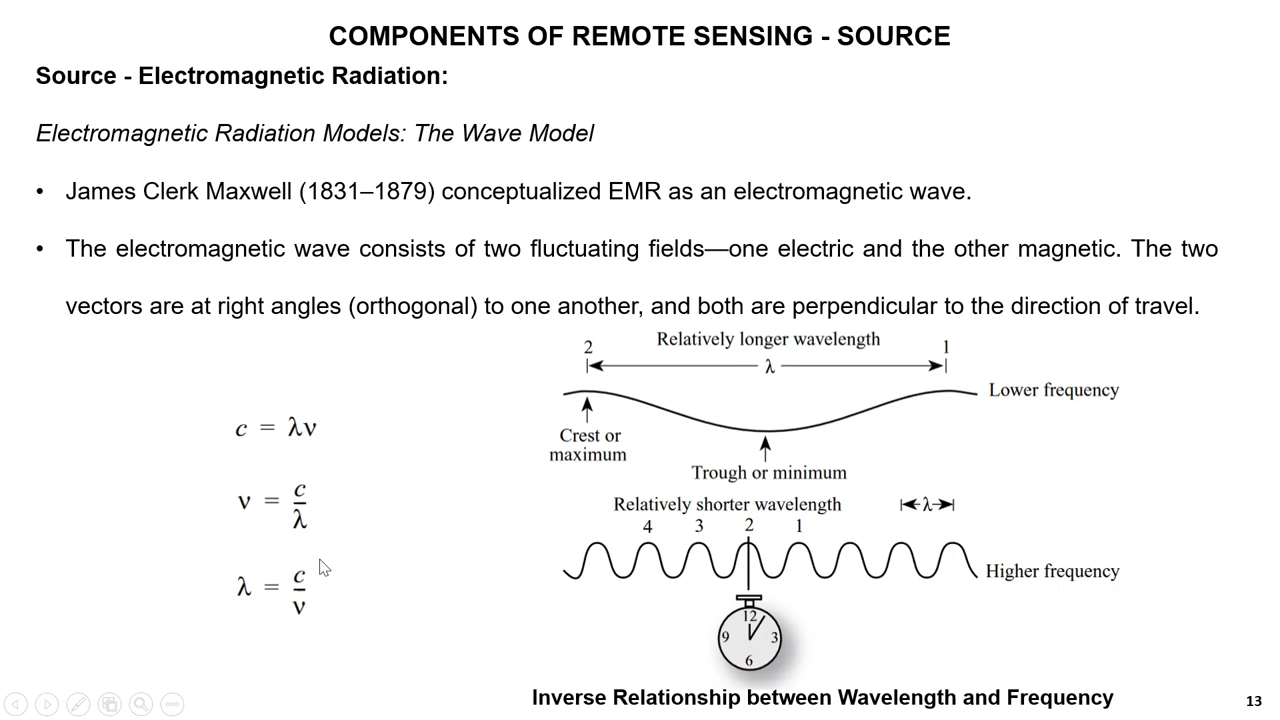 COMPONENTS OF REMOTE SENSING - SOURCE
Source - Electromagnetic Radiation:
Electromagnetic Radiation Models: The Wave Model
• James Clerk Maxwell (1831–1879) conceptualized EMR as an electromagnetic wave.
• The electromagnetic wave consists of two fluctuating fields—one electric and the other magnetic. The two
vectors are at right angles (orthogonal) to one another, and both are perpendicular to the direction of travel.
c = λν
ν = c/λ
λ = c/ν
2 Relatively longer wavelength 1
λ
Lower frequency
Crest or
maximum
Trough or minimum
Relatively shorter wavelength λ
4 3 2 1
Higher frequency
12
9 3
6
Inverse Relationship between Wavelength and Frequency
13